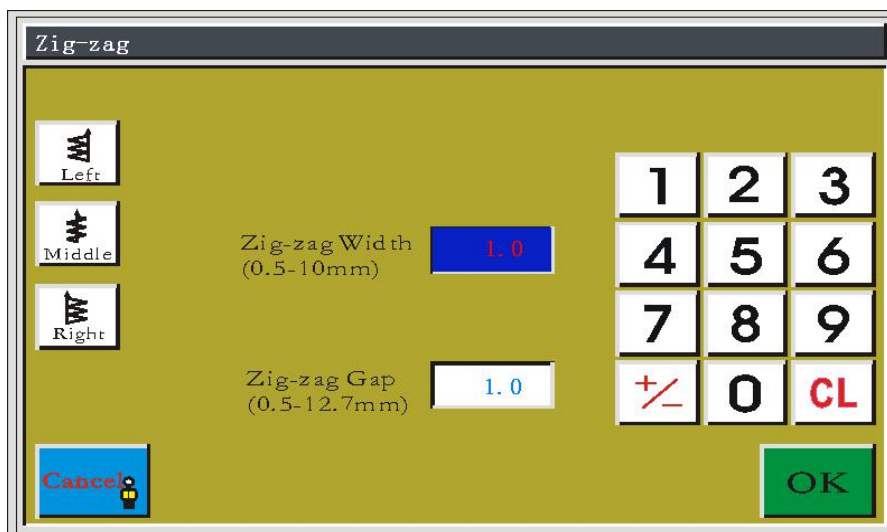 Zig-zag
Left
Middle
Right
Zig-zag Width
(0.5-10mm)
1.0
Zig-zag Gap
(0.5-12.7mm)
1.0
1 2 3
4 5 6
7 8 9
+/- 0 CL
Cancel
OK